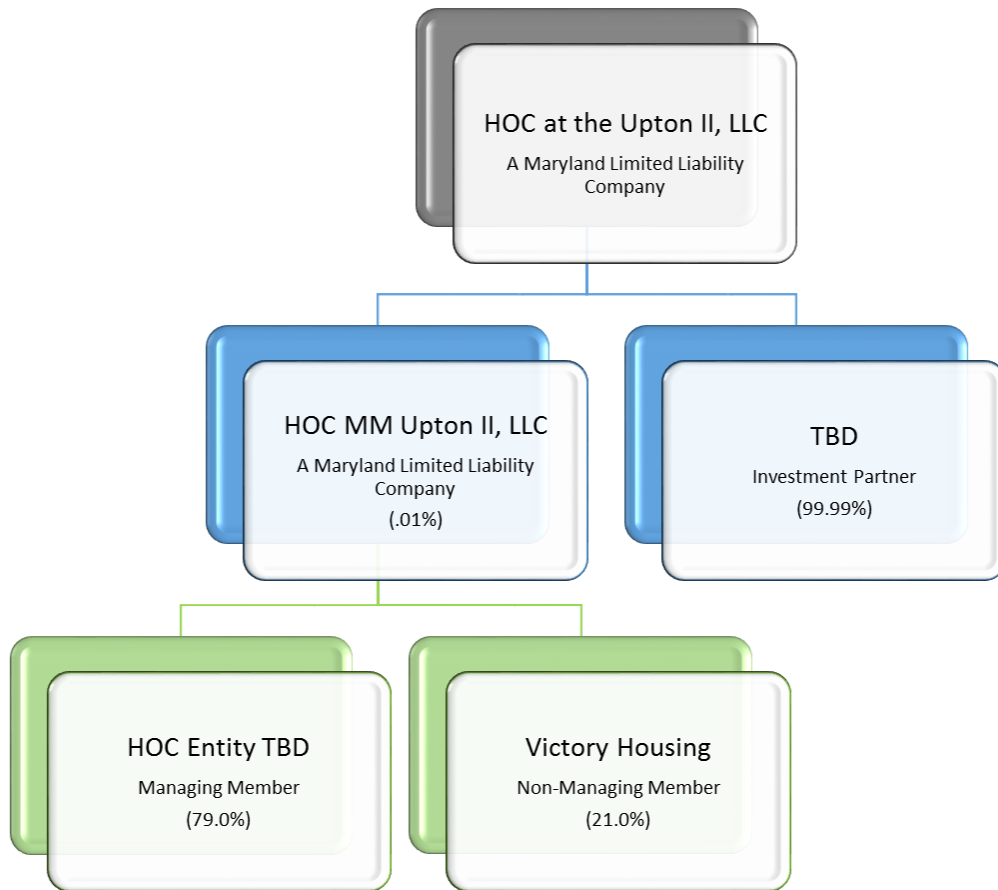 HOC at the Upton II, LLC
A Maryland Limited Liability
Company
HOC MM Upton II, LLC
A Maryland Limited Liability
Company
(.01%)
TBD
Investment Partner
(99.99%)
HOC Entity TBD
Managing Member
(79.0%)
Victory Housing
Non-Managing Member
(21.0%)